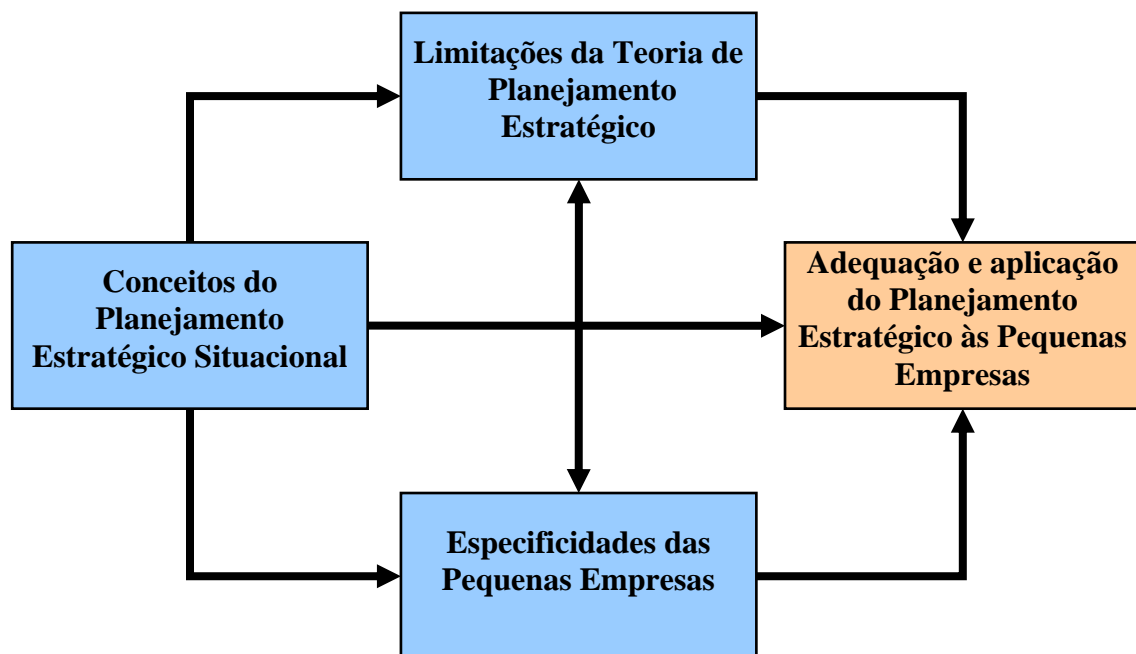 Limitações da Teoria de
Planejamento
Estratégico
Conceitos do
Planejamento
Estratégico Situacional
Adequação e aplicação
do Planejamento
Estratégico às Pequenas
Empresas
Especificidades das
Pequenas Empresas